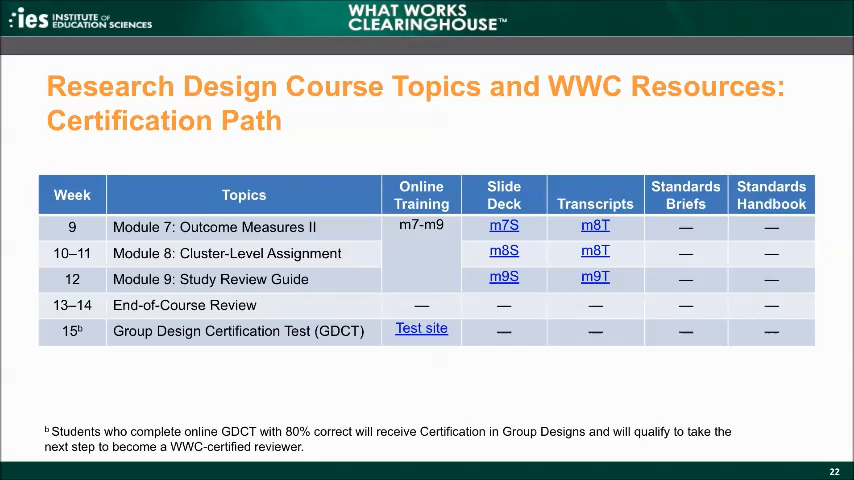 ies INSTITUTE OF EDUCATION SCIENCES
WHAT WORKS CLEARINGHOUSE™
Research Design Course Topics and WWC Resources:
Certification Path
Week Topics Online Training Slide Deck Transcripts Standards Briefs Standards Handbook
9 Module 7: Outcome Measures II m7-m9 m7S m8T — —
10–11 Module 8: Cluster-Level Assignment m8S m8T — —
12 Module 9: Study Review Guide m9S m9T — —
13–14 End-of-Course Review — — — — —
15b Group Design Certification Test (GDCT) Test site — — — —
b Students who complete online GDCT with 80% correct will receive Certification in Group Designs and will qualify to take the
next step to become a WWC-certified reviewer.
22